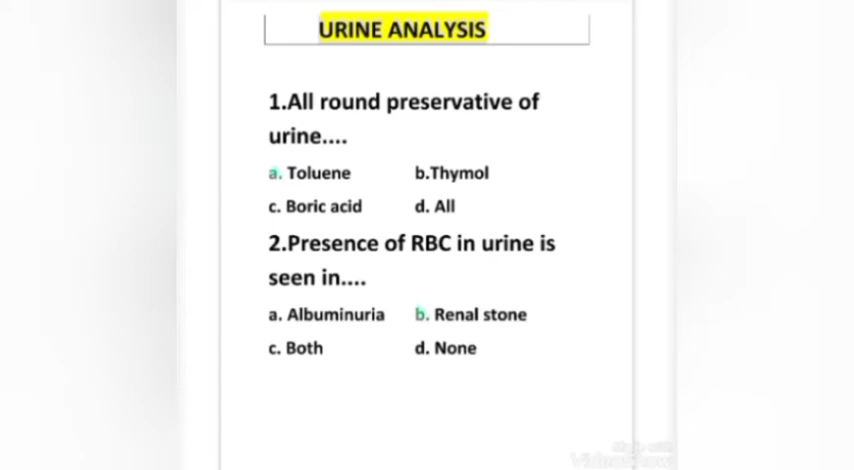 URINE ANALYSIS
1.All round preservative of
urine....
a. Toluene b.Thymol
c. Boric acid d. All
2.Presence of RBC in urine is
seen in....
a. Albuminuria b. Renal stone
c. Both d. None